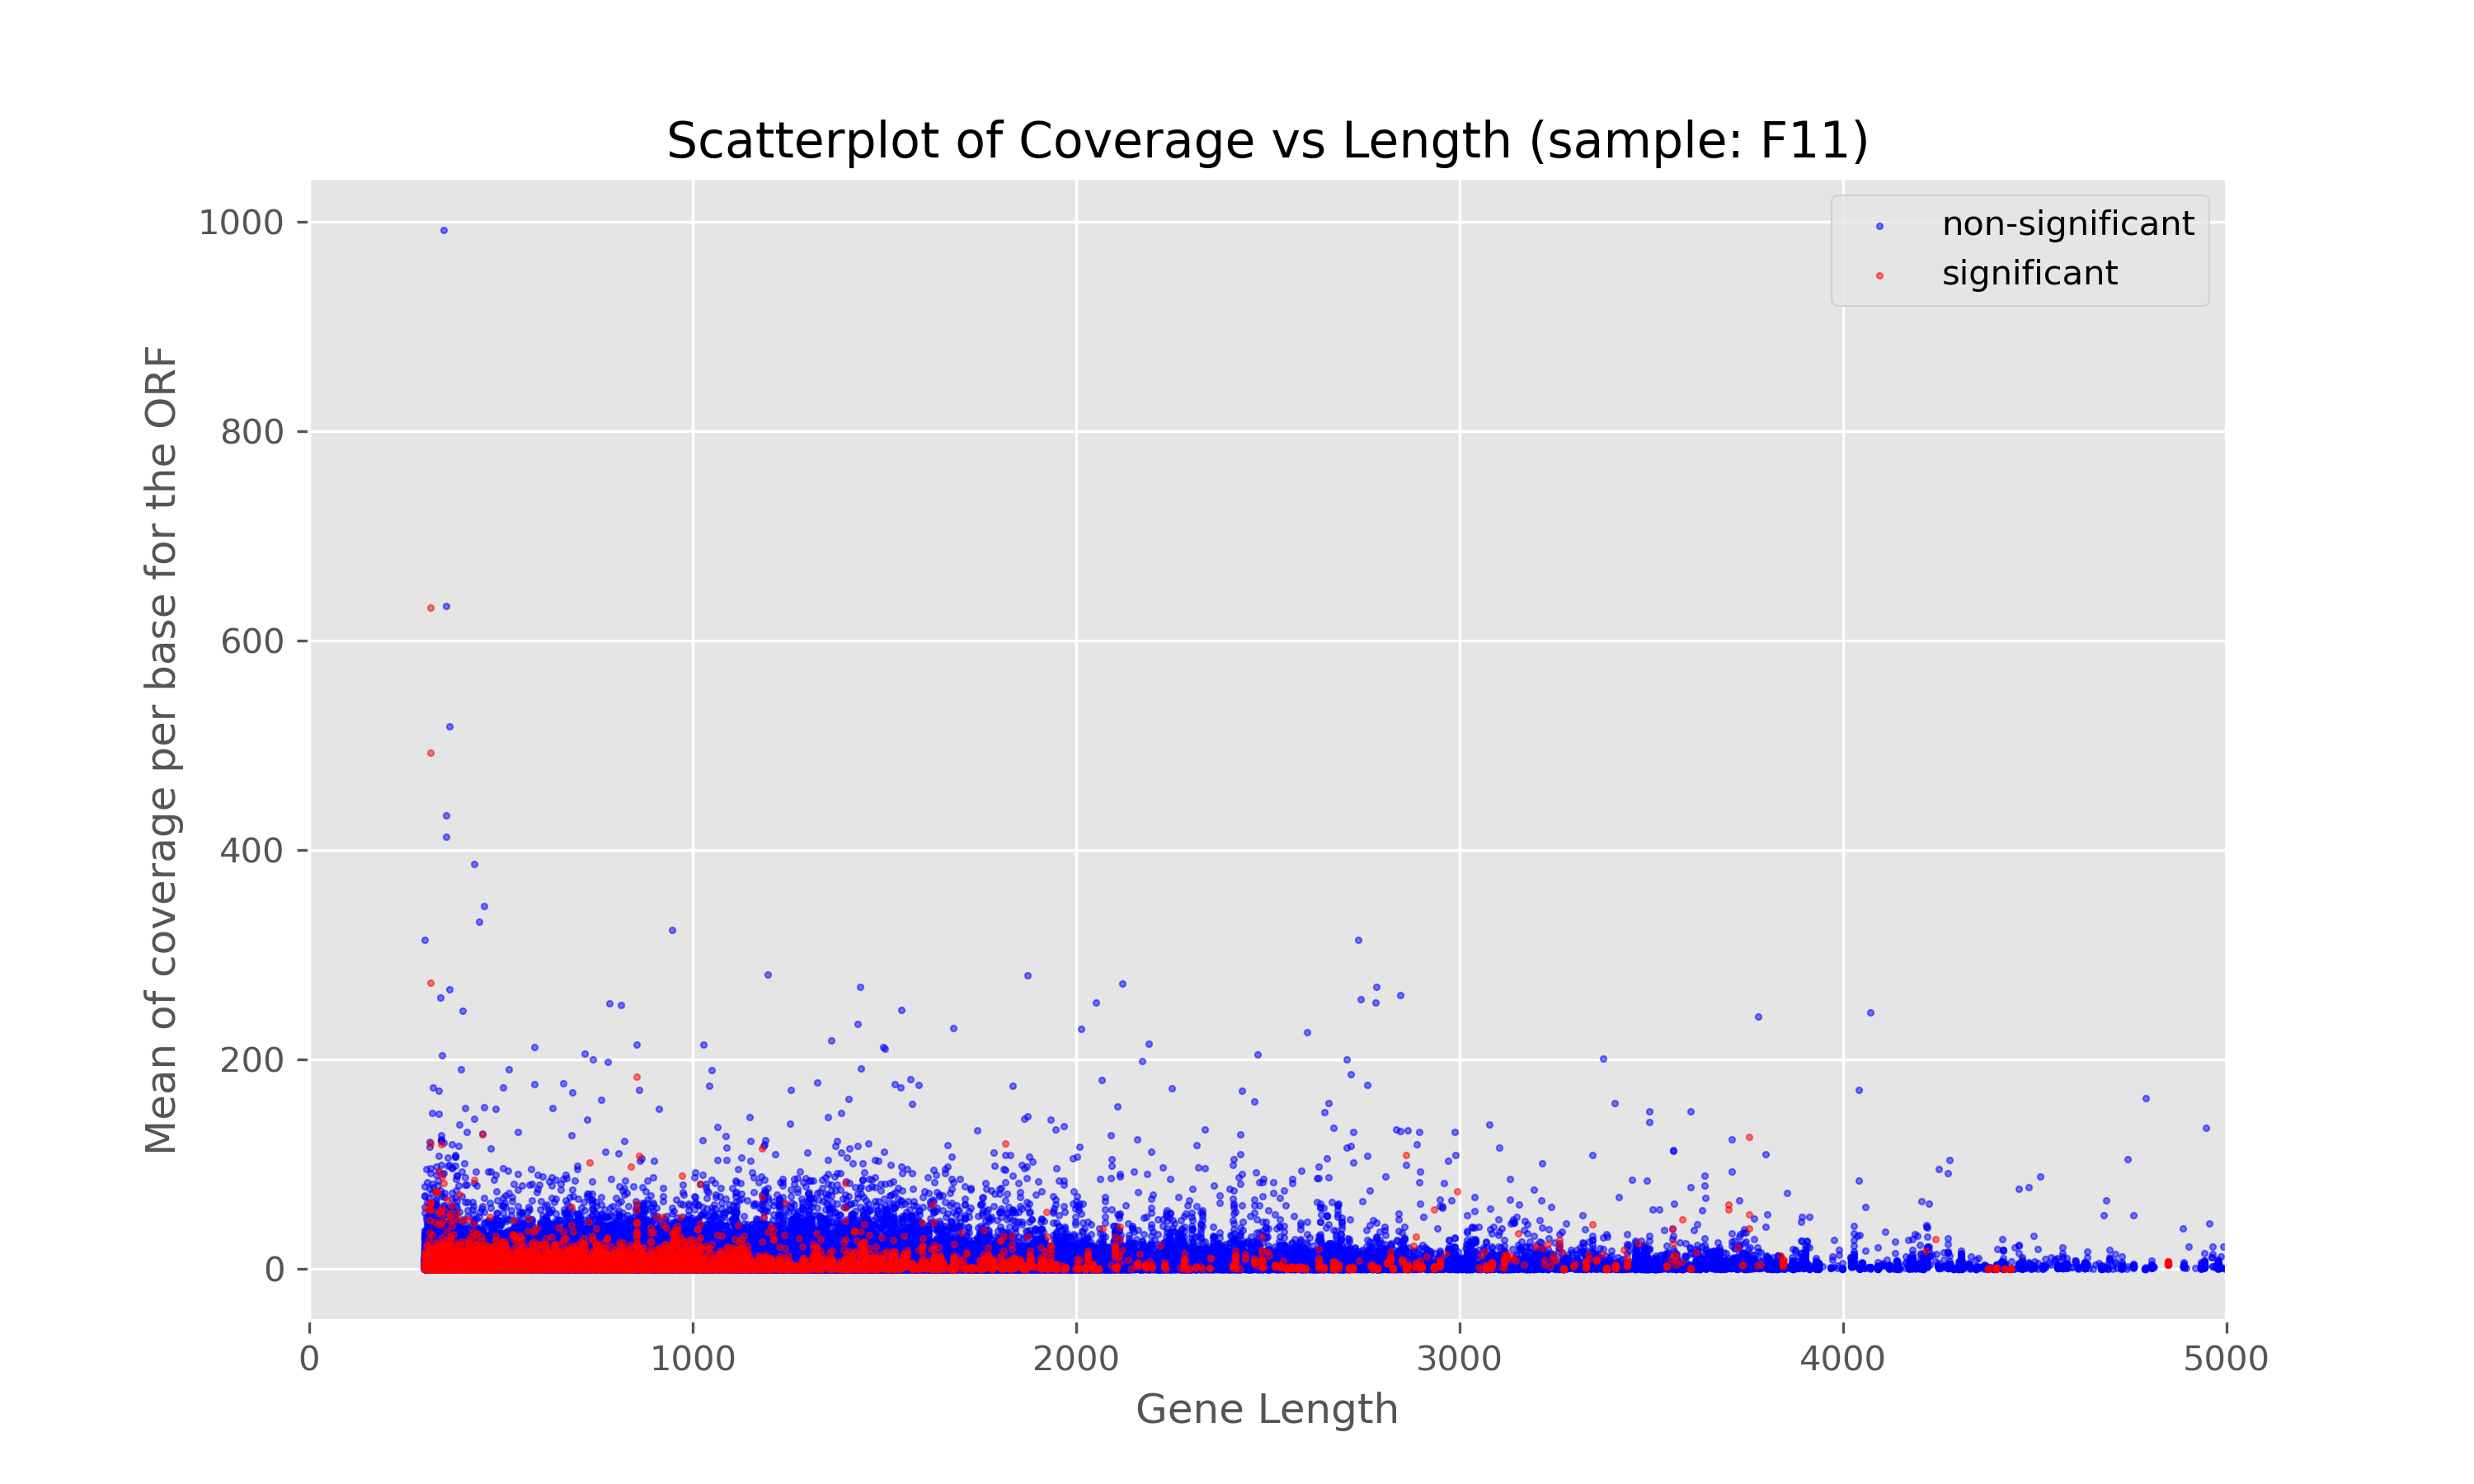 Scatterplot of Coverage vs Length (sample: F11)
non-significant
significant
Mean of coverage per base for the ORF
1000
800
600
400
200
0
0 1000 2000 3000 4000 5000
Gene Length